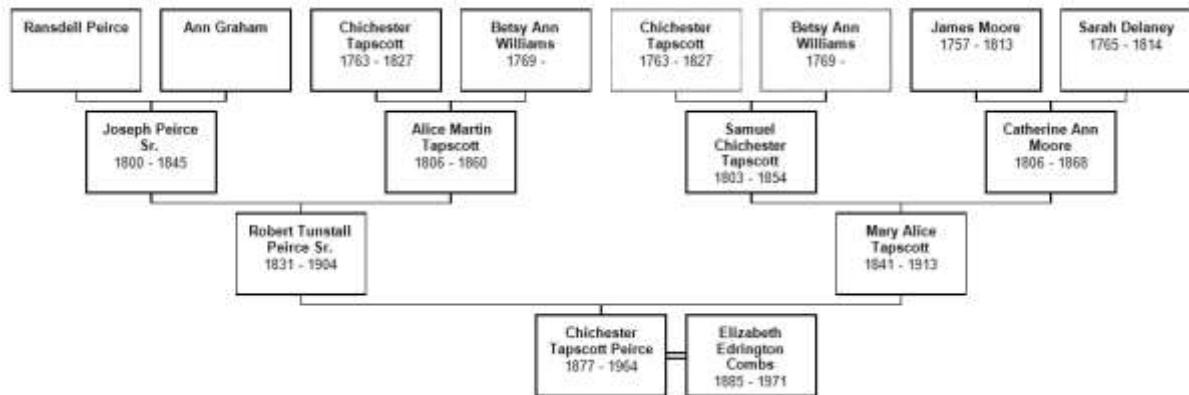 Ransdell Peirce
Ann Graham
Chichester
Tapscott
1763 - 1827
Betsy Ann
Williams
1769 -
Chichester
Tapscott
1763 - 1827
Betsy Ann
Williams
1769 -
James Moore
1757 - 1813
Sarah Delaney
1765 - 1814
Joseph Peirce
Sr.
1800 - 1845
Alice Martin
Tapscott
1806 - 1860
Samuel
Chichester
Tapscott
1803 - 1854
Catherine Ann
Moore
1806 - 1868
Robert Tunstall
Peirce Sr.
1831 - 1904
Mary Alice
Tapscott
1841 - 1913
Chichester
Tapscott Peirce
1877 - 1964
Elizabeth
Edrington
Combs
1885 - 1971